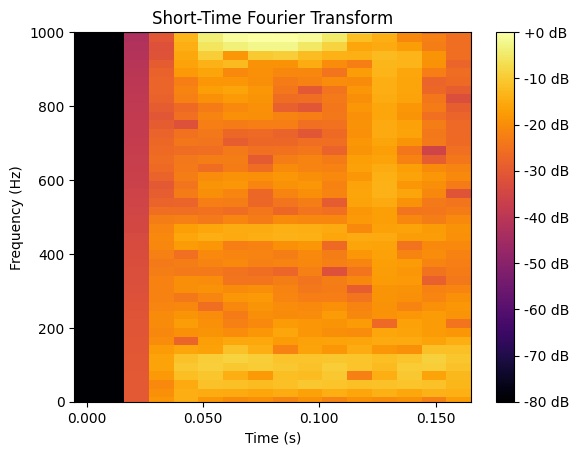 Short-Time Fourier Transform
Frequency (Hz)
1000
800
600
400
200
0
0.000
0.050
0.100
0.150
Time (s)
+0 dB
-10 dB
-20 dB
-30 dB
-40 dB
-50 dB
-60 dB
-70 dB
-80 dB